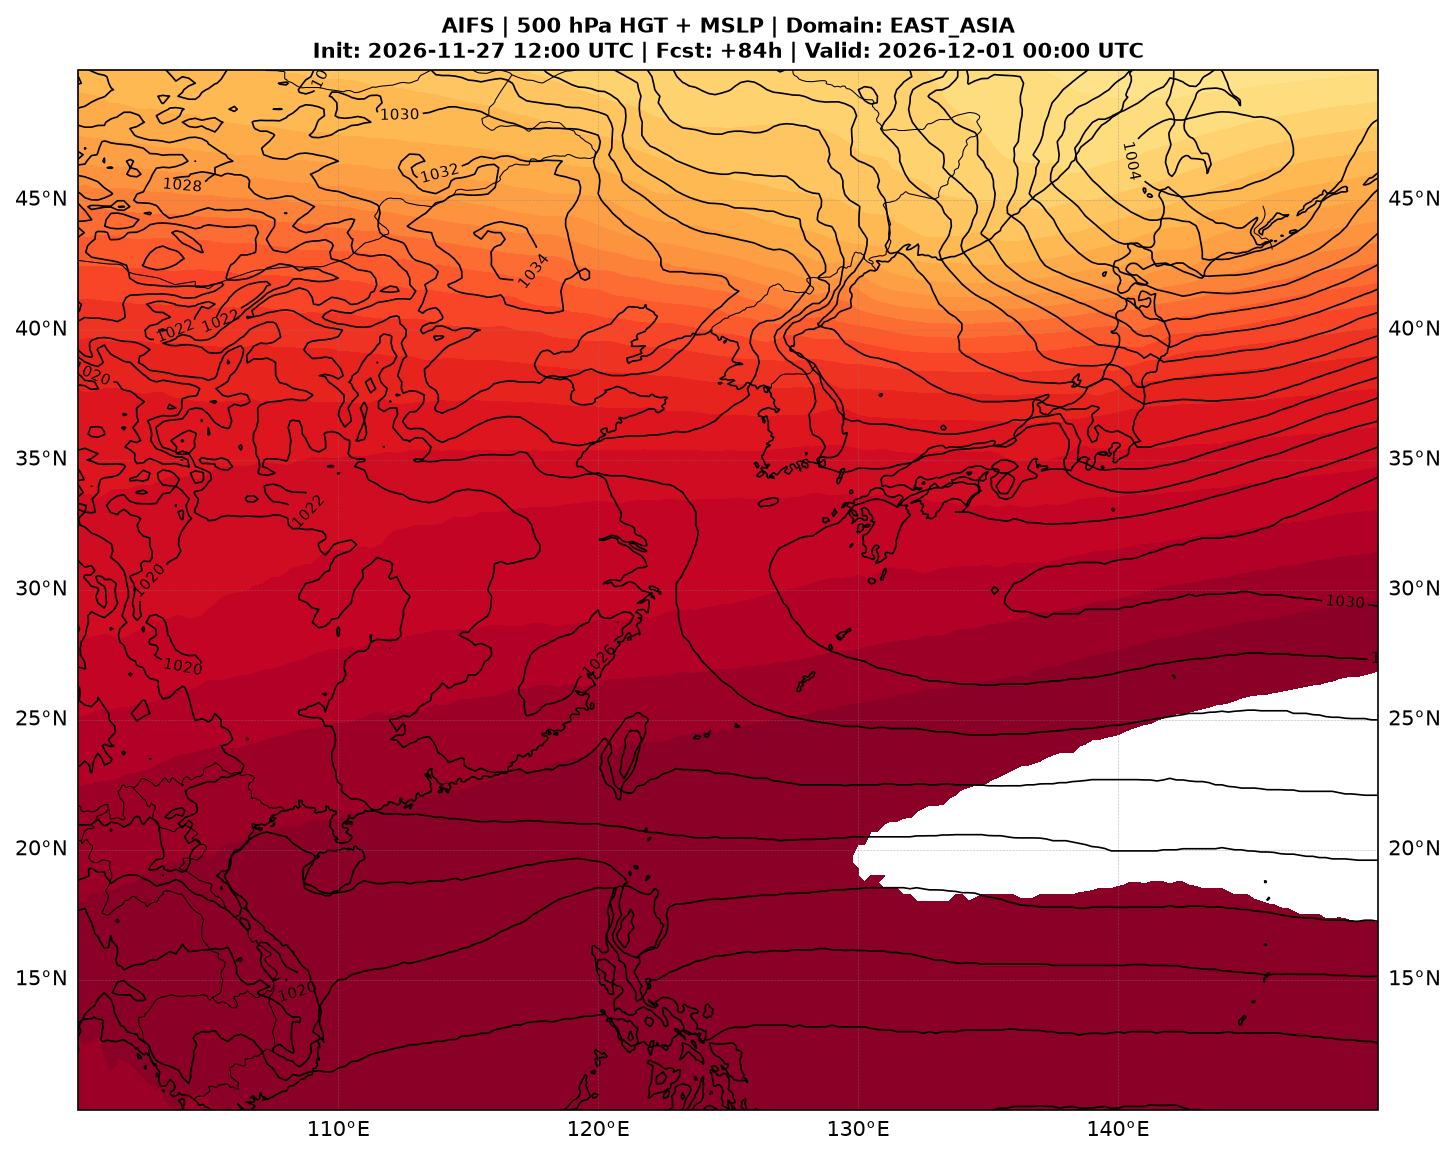 AIFS | 500 hPa HGT + MSLP | Domain: EAST_ASIA
Init: 2026-11-27 12:00 UTC | Fcst: +84h | Valid: 2026-12-01 00:00 UTC
1030
1032
1004
1028
45°N
45°N
1034
1022
1022
40°N
40°N
1020
35°N
35°N
1022
1020
30°N
30°N
1030
1026
1020
25°N
25°N
20°N
20°N
1020
15°N
15°N
110°E
120°E
130°E
140°E